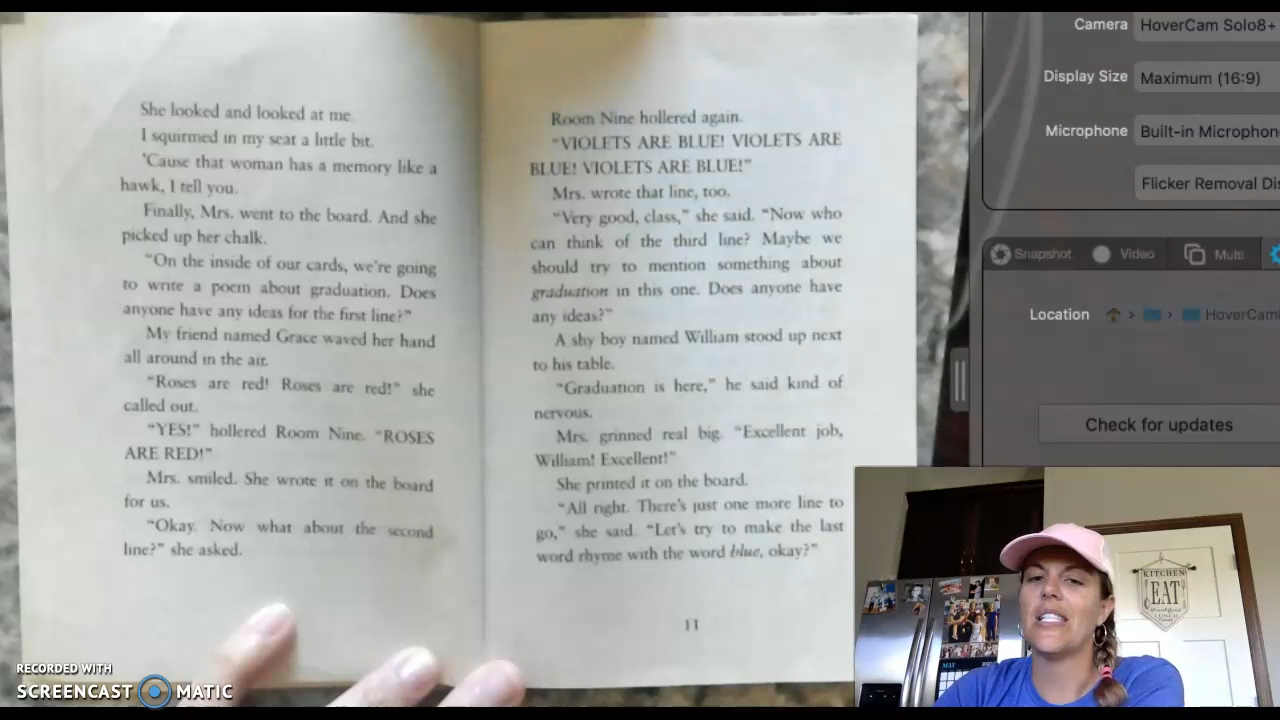 She looked and looked at me.
I squirmed in my seat a little bit.
'Cause that woman has a memory like a
hawk, I tell you.
Finally, Mrs. went to the board. And she
picked up her chalk.
“On the inside of our cards, we're going
to write a poem about graduation. Does
anyone have any ideas for the first line?”
My friend named Grace waved her hand
all around in the air.
“Roses are red! Roses are red!” she
called out.
“YES!” hollered Room Nine. “ROSES
ARE RED!”
Mrs. smiled. She wrote it on the board
for us.
“Okay. Now what about the second
line?” she asked.
Room Nine hollered again.
“VIOLETS ARE BLUE! VIOLETS ARE
BLUE! VIOLETS ARE BLUE!”
Mrs. wrote that line, too.
“Very good, class,” she said. “Now who
can think of the third line? Maybe we
should try to mention something about
graduation in this one. Does anyone have
any ideas?”
A shy boy named William stood up next
to his table.
“Graduation is here,” he said kind of
nervous.
Mrs. grinned real big. “Excellent job,
William! Excellent!”
She printed it on the board.
“All right. There's just one more line to
go,” she said. “Let's try to make the last
word rhyme with the word blue, okay?”
11
Camera HoverCam Solo8+
Display Size Maximum (16:9)
Microphone Built-in Microphon
Flicker Removal Dis
Snapshot Video Multi
Location HoverCam
Check for updates
KITCHEN
EAT
LUNCH
MAY
RECORDED WITH
SCREENCAST MATIC